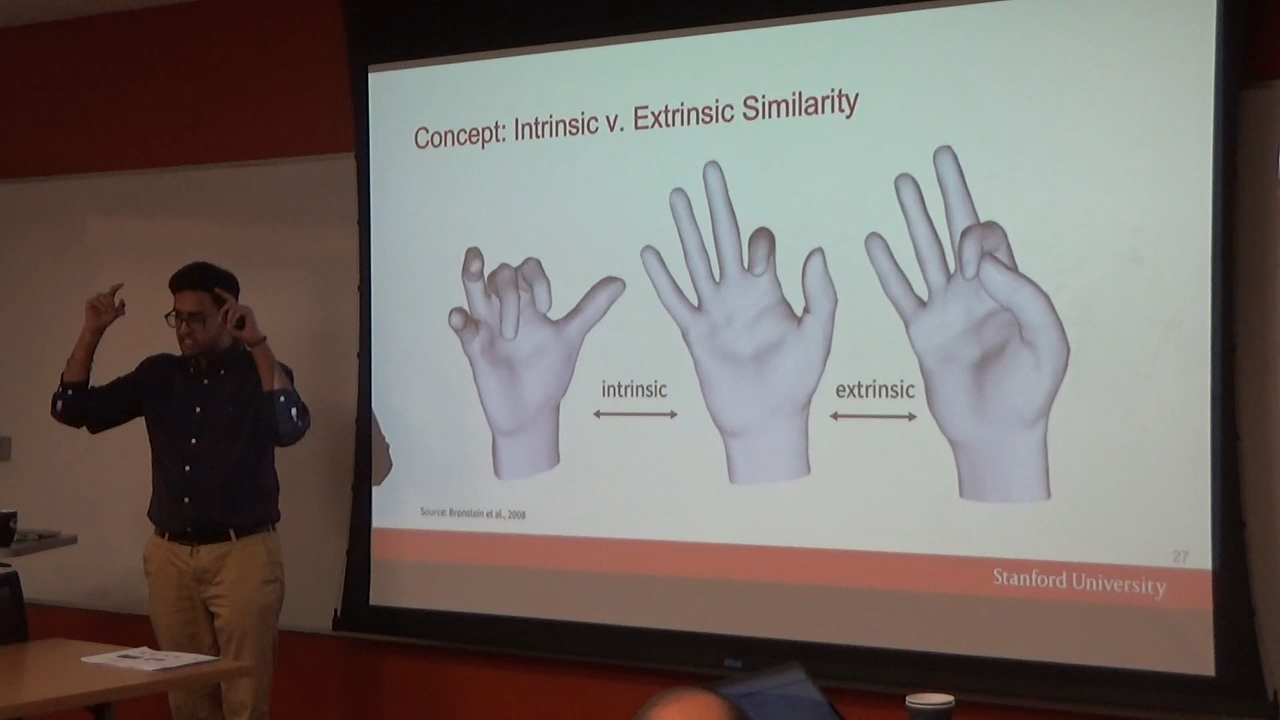 Concept: Intrinsic v. Extrinsic Similarity
intrinsic
extrinsic
Source: Bronstein et al., 2008
27
Stanford University